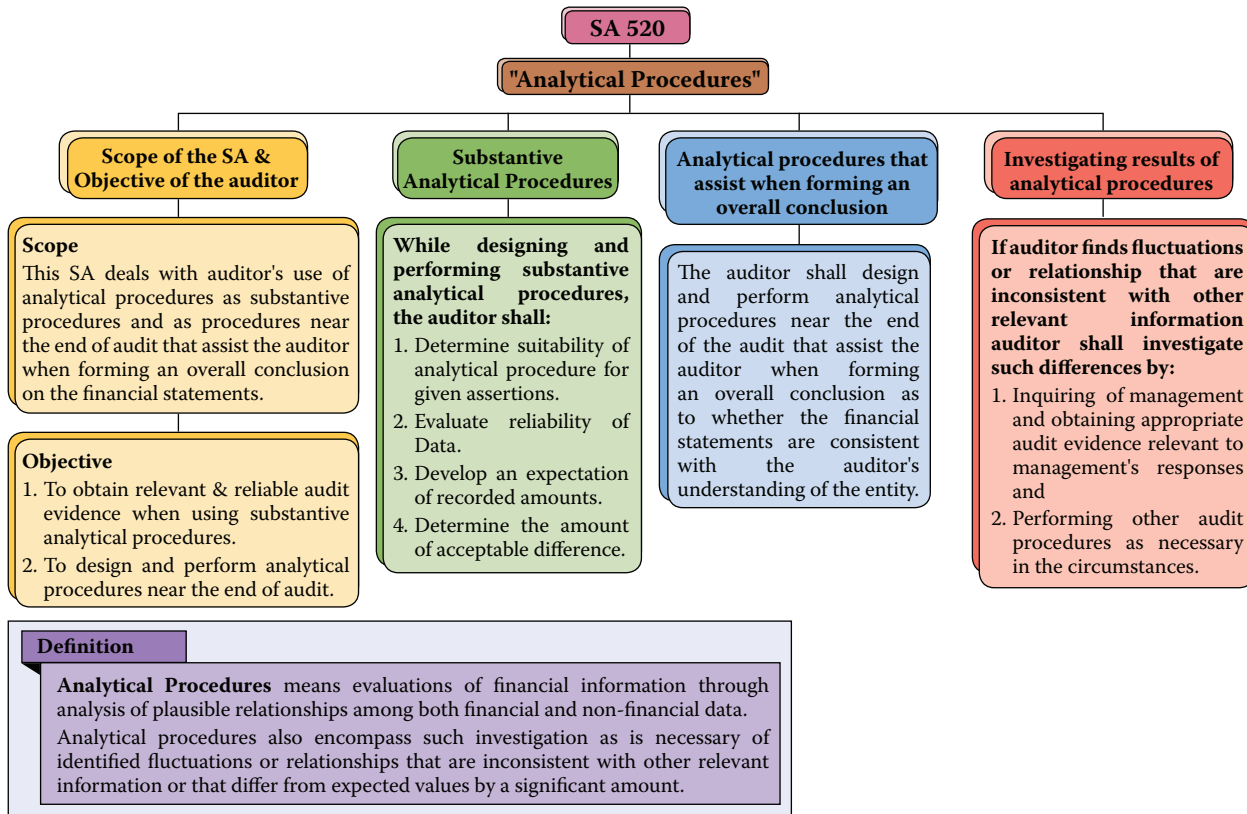 SA 520
"Analytical Procedures"
Scope of the SA &
Objective of the auditor
Scope
This SA deals with auditor's use of
analytical procedures as substantive
procedures and as procedures near
the end of audit that assist the auditor
when forming an overall conclusion
on the financial statements.
Objective
1. To obtain relevant & reliable audit
evidence when using substantive
analytical procedures.
2. To design and perform analytical
procedures near the end of audit.
Substantive
Analytical Procedures
While designing and
performing substantive
analytical procedures,
the auditor shall:
1. Determine suitability of
analytical procedure for
given assertions.
2. Evaluate reliability of
Data.
3. Develop an expectation
of recorded amounts.
4. Determine the amount
of acceptable difference.
Analytical procedures that
assist when forming an
overall conclusion
The auditor shall design
and perform analytical
procedures near the end
of the audit that assist the
auditor when forming
an overall conclusion as
to whether the financial
statements are consistent
with the auditor's
understanding of the entity.
Investigating results of
analytical procedures
If auditor finds fluctuations
or relationship that are
inconsistent with other
relevant information
auditor shall investigate
such differences by:
1. Inquiring of management
and obtaining appropriate
audit evidence relevant to
management's responses
and
2. Performing other audit
procedures as necessary
in the circumstances.
Definition
Analytical Procedures means evaluations of financial information through
analysis of plausible relationships among both financial and non-financial data.
Analytical procedures also encompass such investigation as is necessary of
identified fluctuations or relationships that are inconsistent with other relevant
information or that differ from expected values by a significant amount.